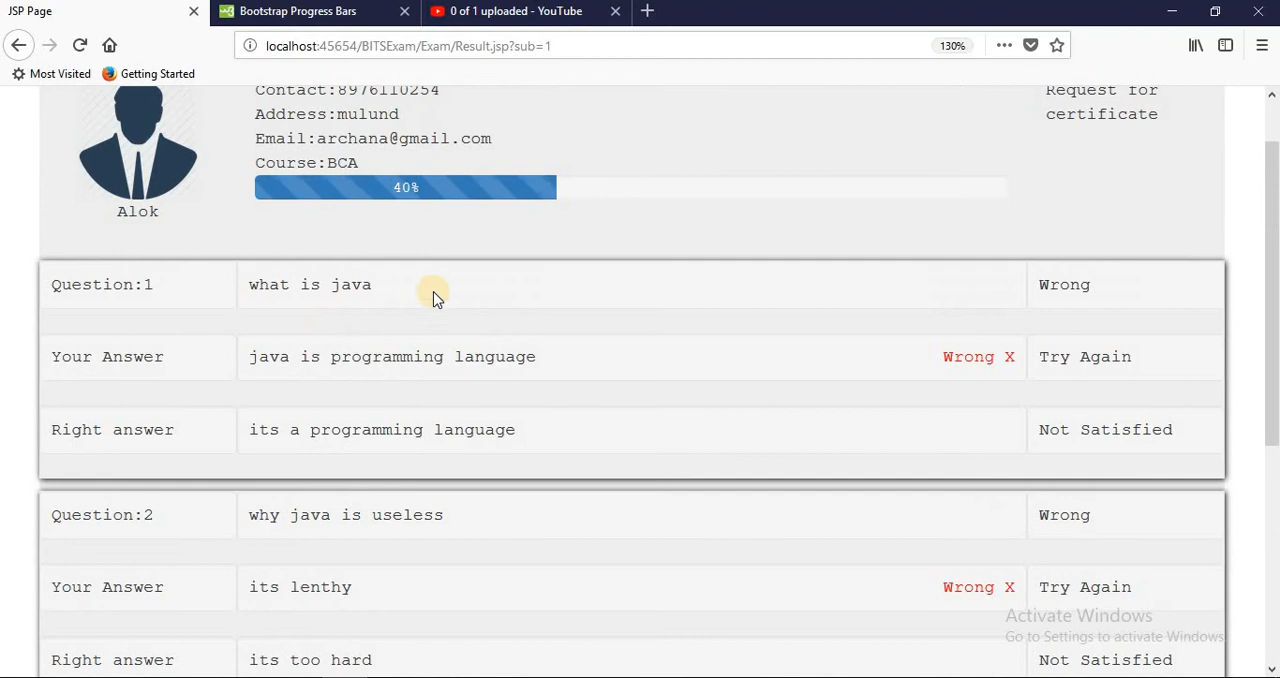 JSP Page
Bootstrap Progress Bars
0 of 1 uploaded - YouTube
localhost:45654/BITSExam/Exam/Result.jsp?sub=1
130%
Most Visited
Getting Started
Contact:8976110254
Address:mulund
Email:archana@gmail.com
Course:BCA
40%
Alok
Request for
certificate
Question:1
what is java
Wrong
Your Answer
java is programming language
Wrong X
Try Again
Right answer
its a programming language
Not Satisfied
Question:2
why java is useless
Wrong
Your Answer
its lenthy
Wrong X
Try Again
Right answer
its too hard
Not Satisfied
Activate Windows
Go to Settings to activate Windows.